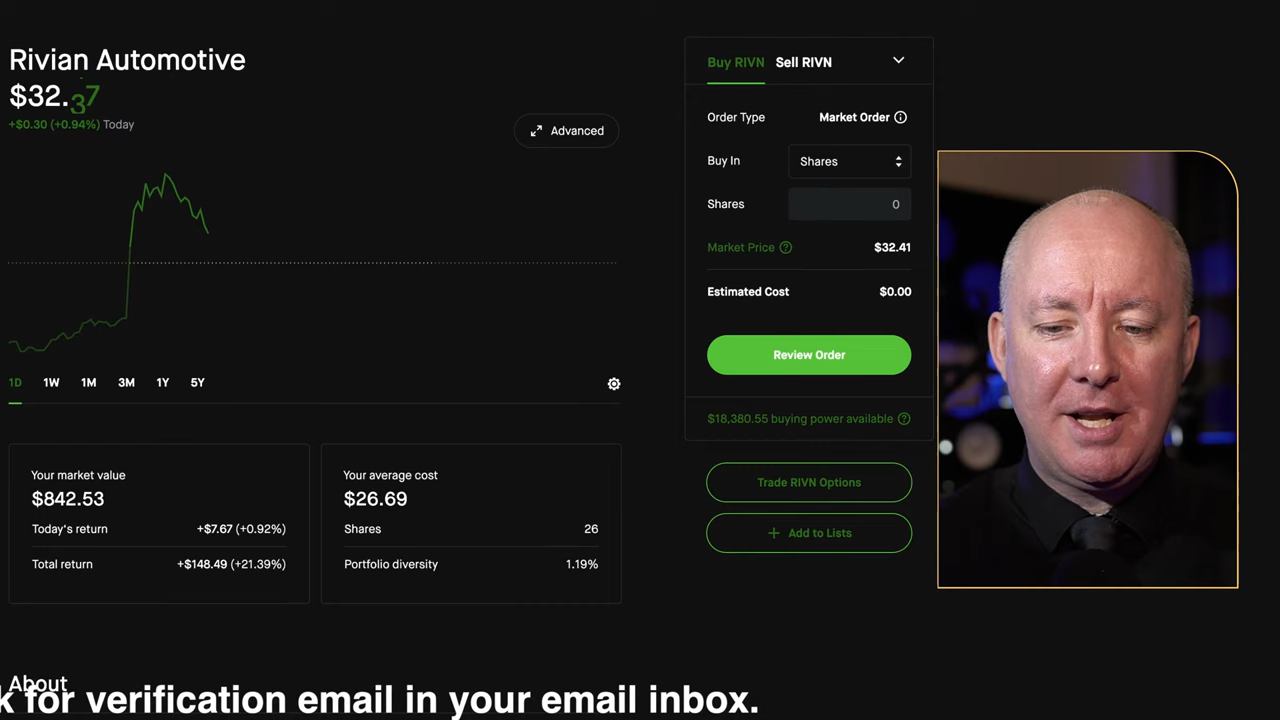 Rivian Automotive
$32.37
+$0.30 (+0.94%) Today
Advanced
1D 1W 1M 3M 1Y 5Y
Your market value
$842.53
Today's return +$7.67 (+0.92%)
Total return +$148.49 (+21.39%)
Your average cost
$26.69
Shares 26
Portfolio diversity 1.19%
Buy RIVN Sell RIVN
Order Type Market Order
Buy In Shares
Shares 0
Market Price $32.41
Estimated Cost $0.00
Review Order
$18,380.55 buying power available
Trade RIVN Options
+ Add to Lists
About
k for verification email in your email inbox.